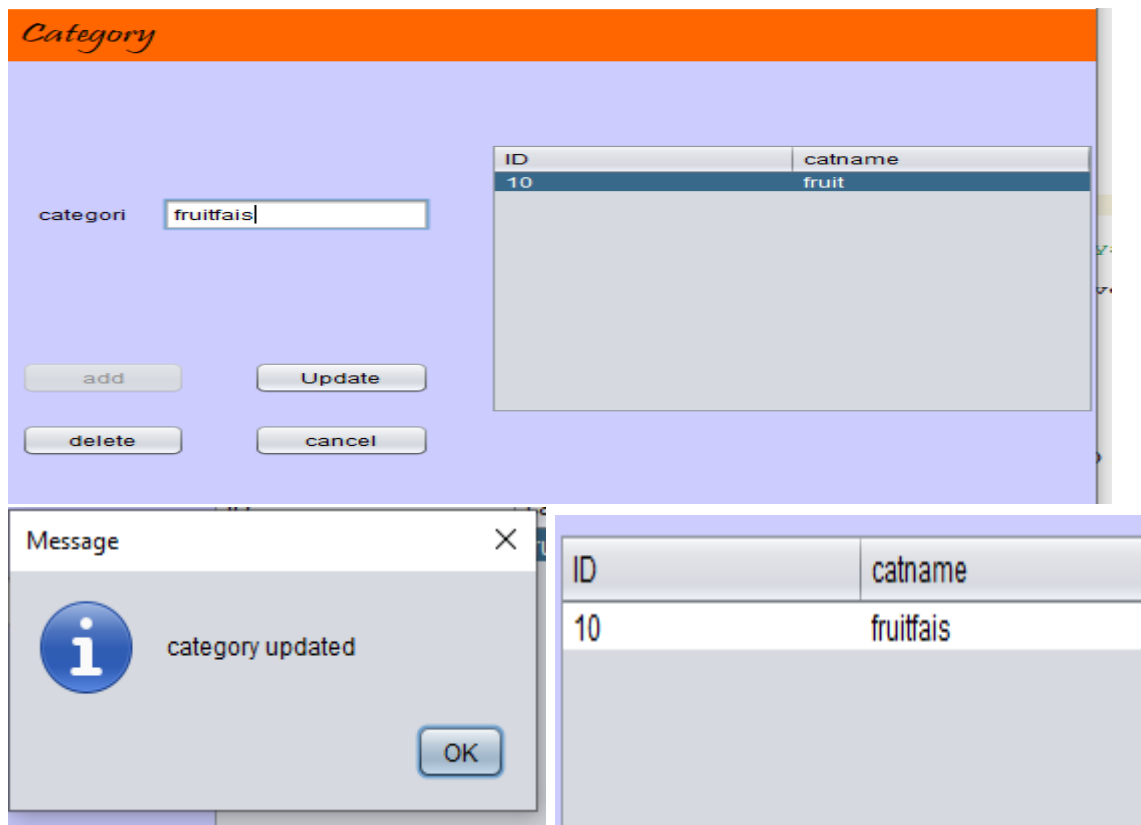 Category
ID catname
10 fruit
categori fruitfais
add Update
delete cancel
Message
category updated
OK
ID catname
10 fruitfais